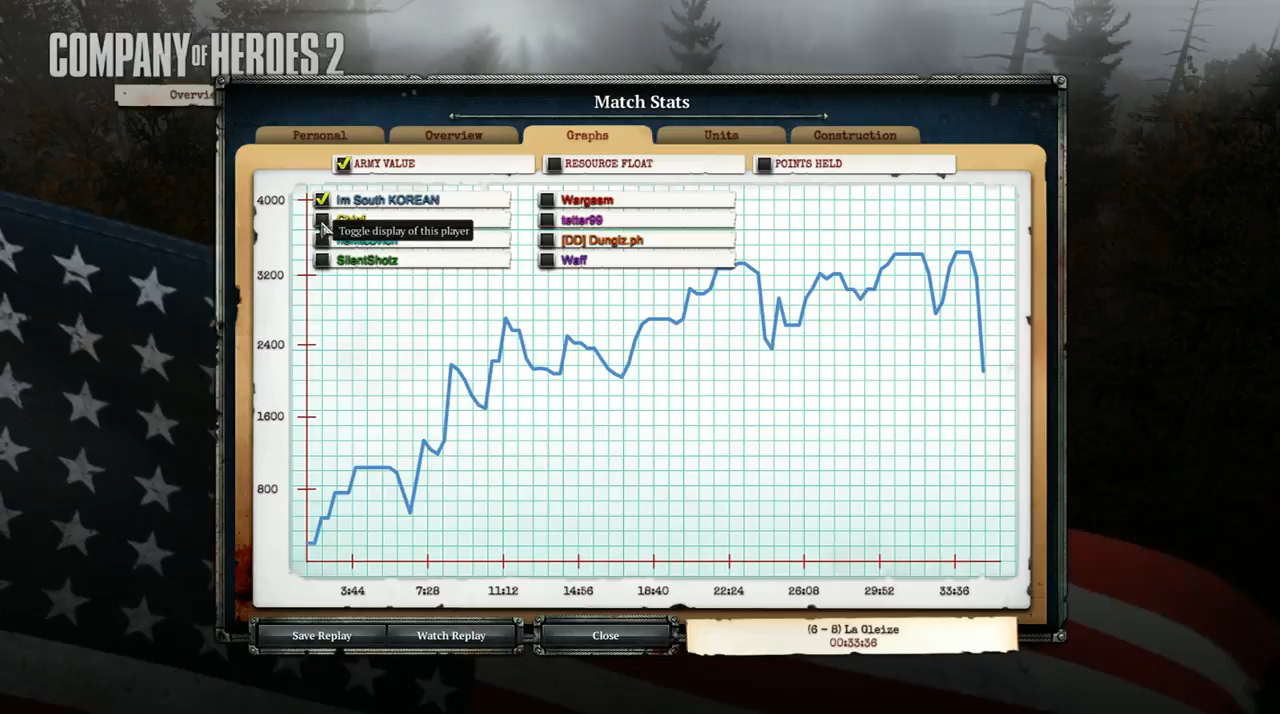 COMPANY OF HEROES 2
Match Stats
Personal Overview Graphs Units Construction
ARMY VALUE RESOURCE FLOAT POINTS HELD
4000
Im South KOREAN Wargasm
tatter99
Toggle display of this player
[DD] Dungiz.ph
SilentShotz Waff
3200
2400
1600
800
3:44 7:28 11:12 14:56 18:40 22:24 26:08 29:52 33:36
Save Replay Watch Replay Close
(6 - 8) La Gleize
00:33:36